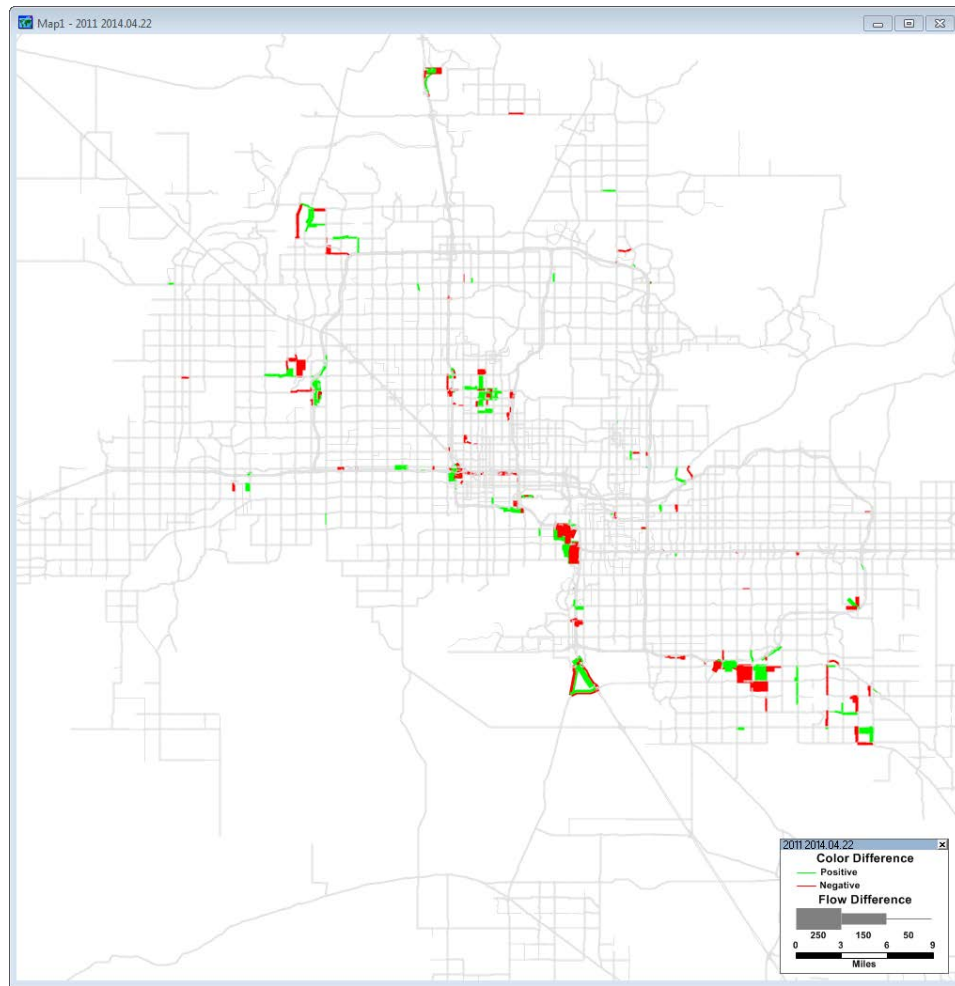 Map1 - 2011 2014.04.22
2011 2014.04.22
Color Difference
Positive
Negative
Flow Difference
250 150 50
0 3 6 9
Miles